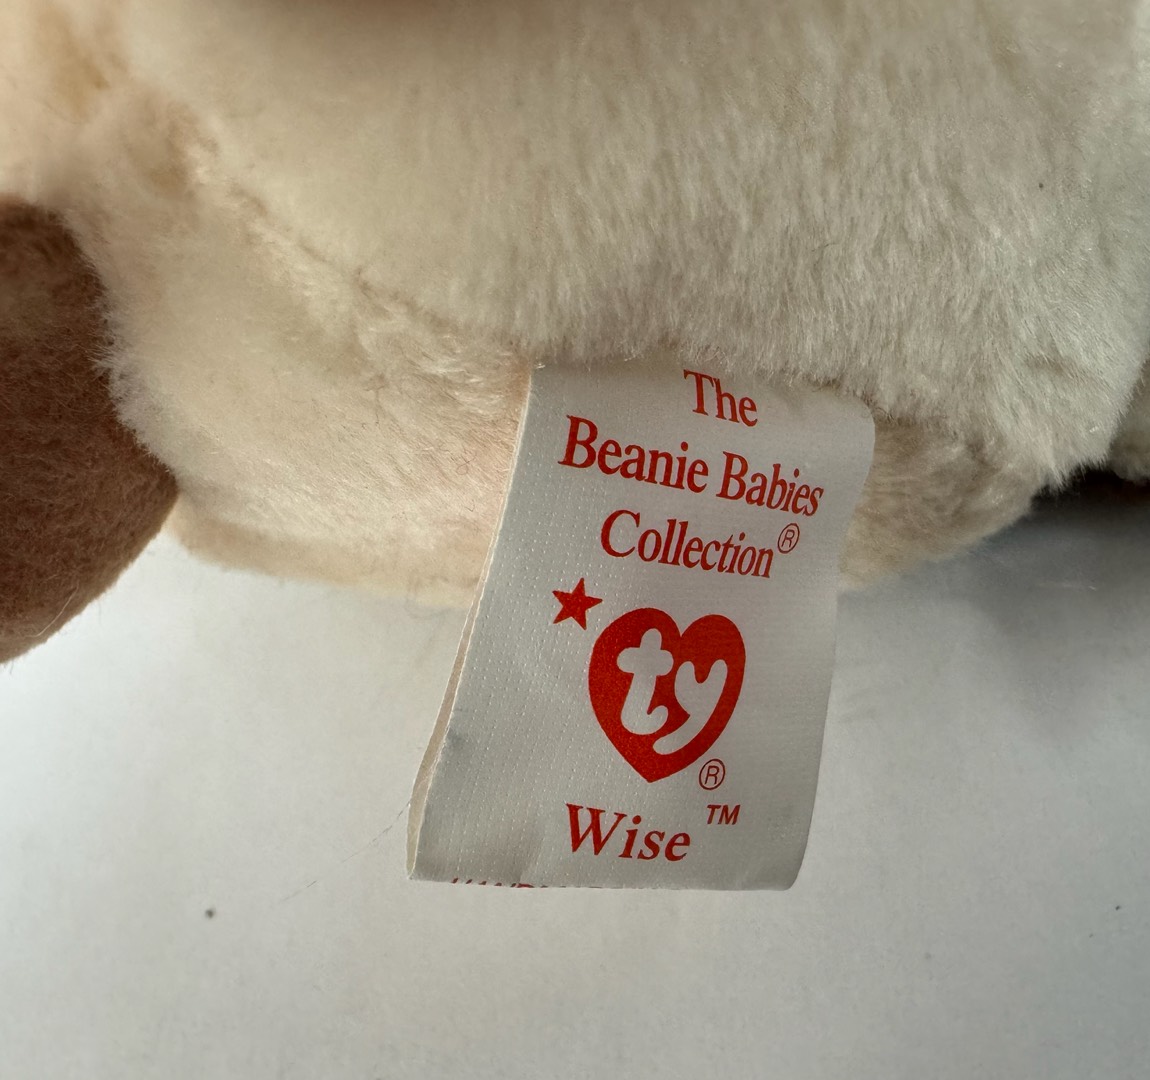 The
Beanie Babies
Collection®
ty®
Wise™